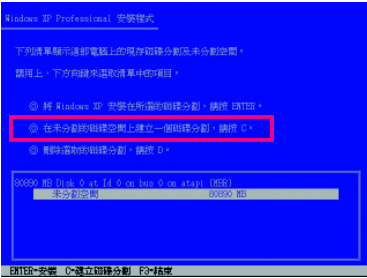 Windows XP Professional 安裝程式
下列清單顯示這部電腦上的現存磁碟分割及未分割空間。
請用上、下方向鍵來選取清單中的項目。
◎ 將 Windows XP 安裝在所選的磁碟分割，請按 ENTER。
◎ 在未分割的磁碟空間上建立一個磁碟分割，請按 C。
◎ 刪除選取的磁碟分割，請按 D。
80890 MB Disk 0 at Id 0 on bus 0 on atapi (MBR)
未分割空間 80890 MB
ENTER=安裝 C=建立磁碟分割 F3=結束